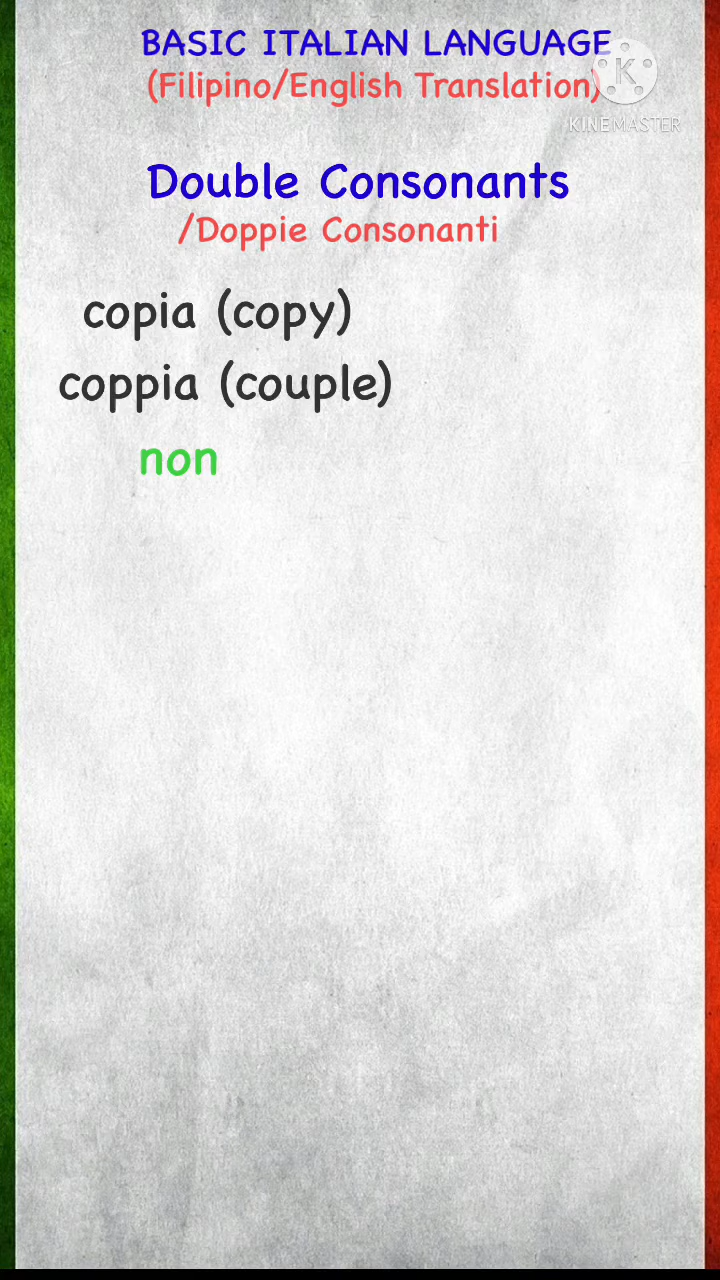 BASIC ITALIAN LANGUAGE
(Filipino/English Translation)
K
KINEMASTER
Double Consonants
/Doppie Consonanti
copia (copy)
coppia (couple)
non